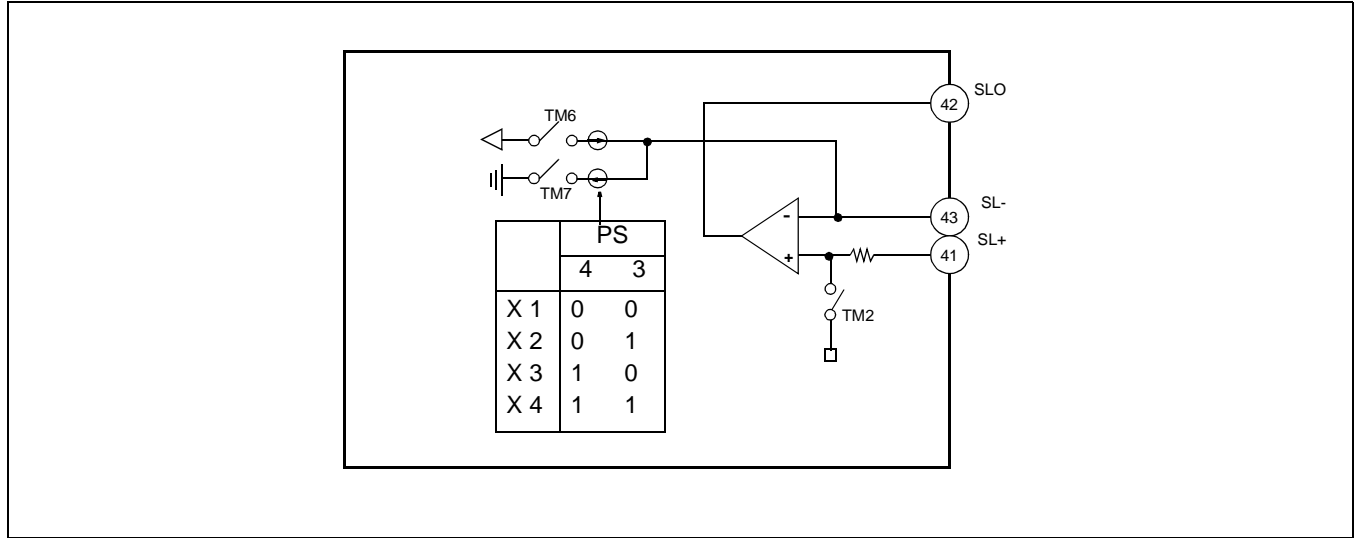 SLO
42
TM6
TM7
SL-
43
-
SL+
41
+
TM2
PS
4 3
X 1 0 0
X 2 0 1
X 3 1 0
X 4 1 1